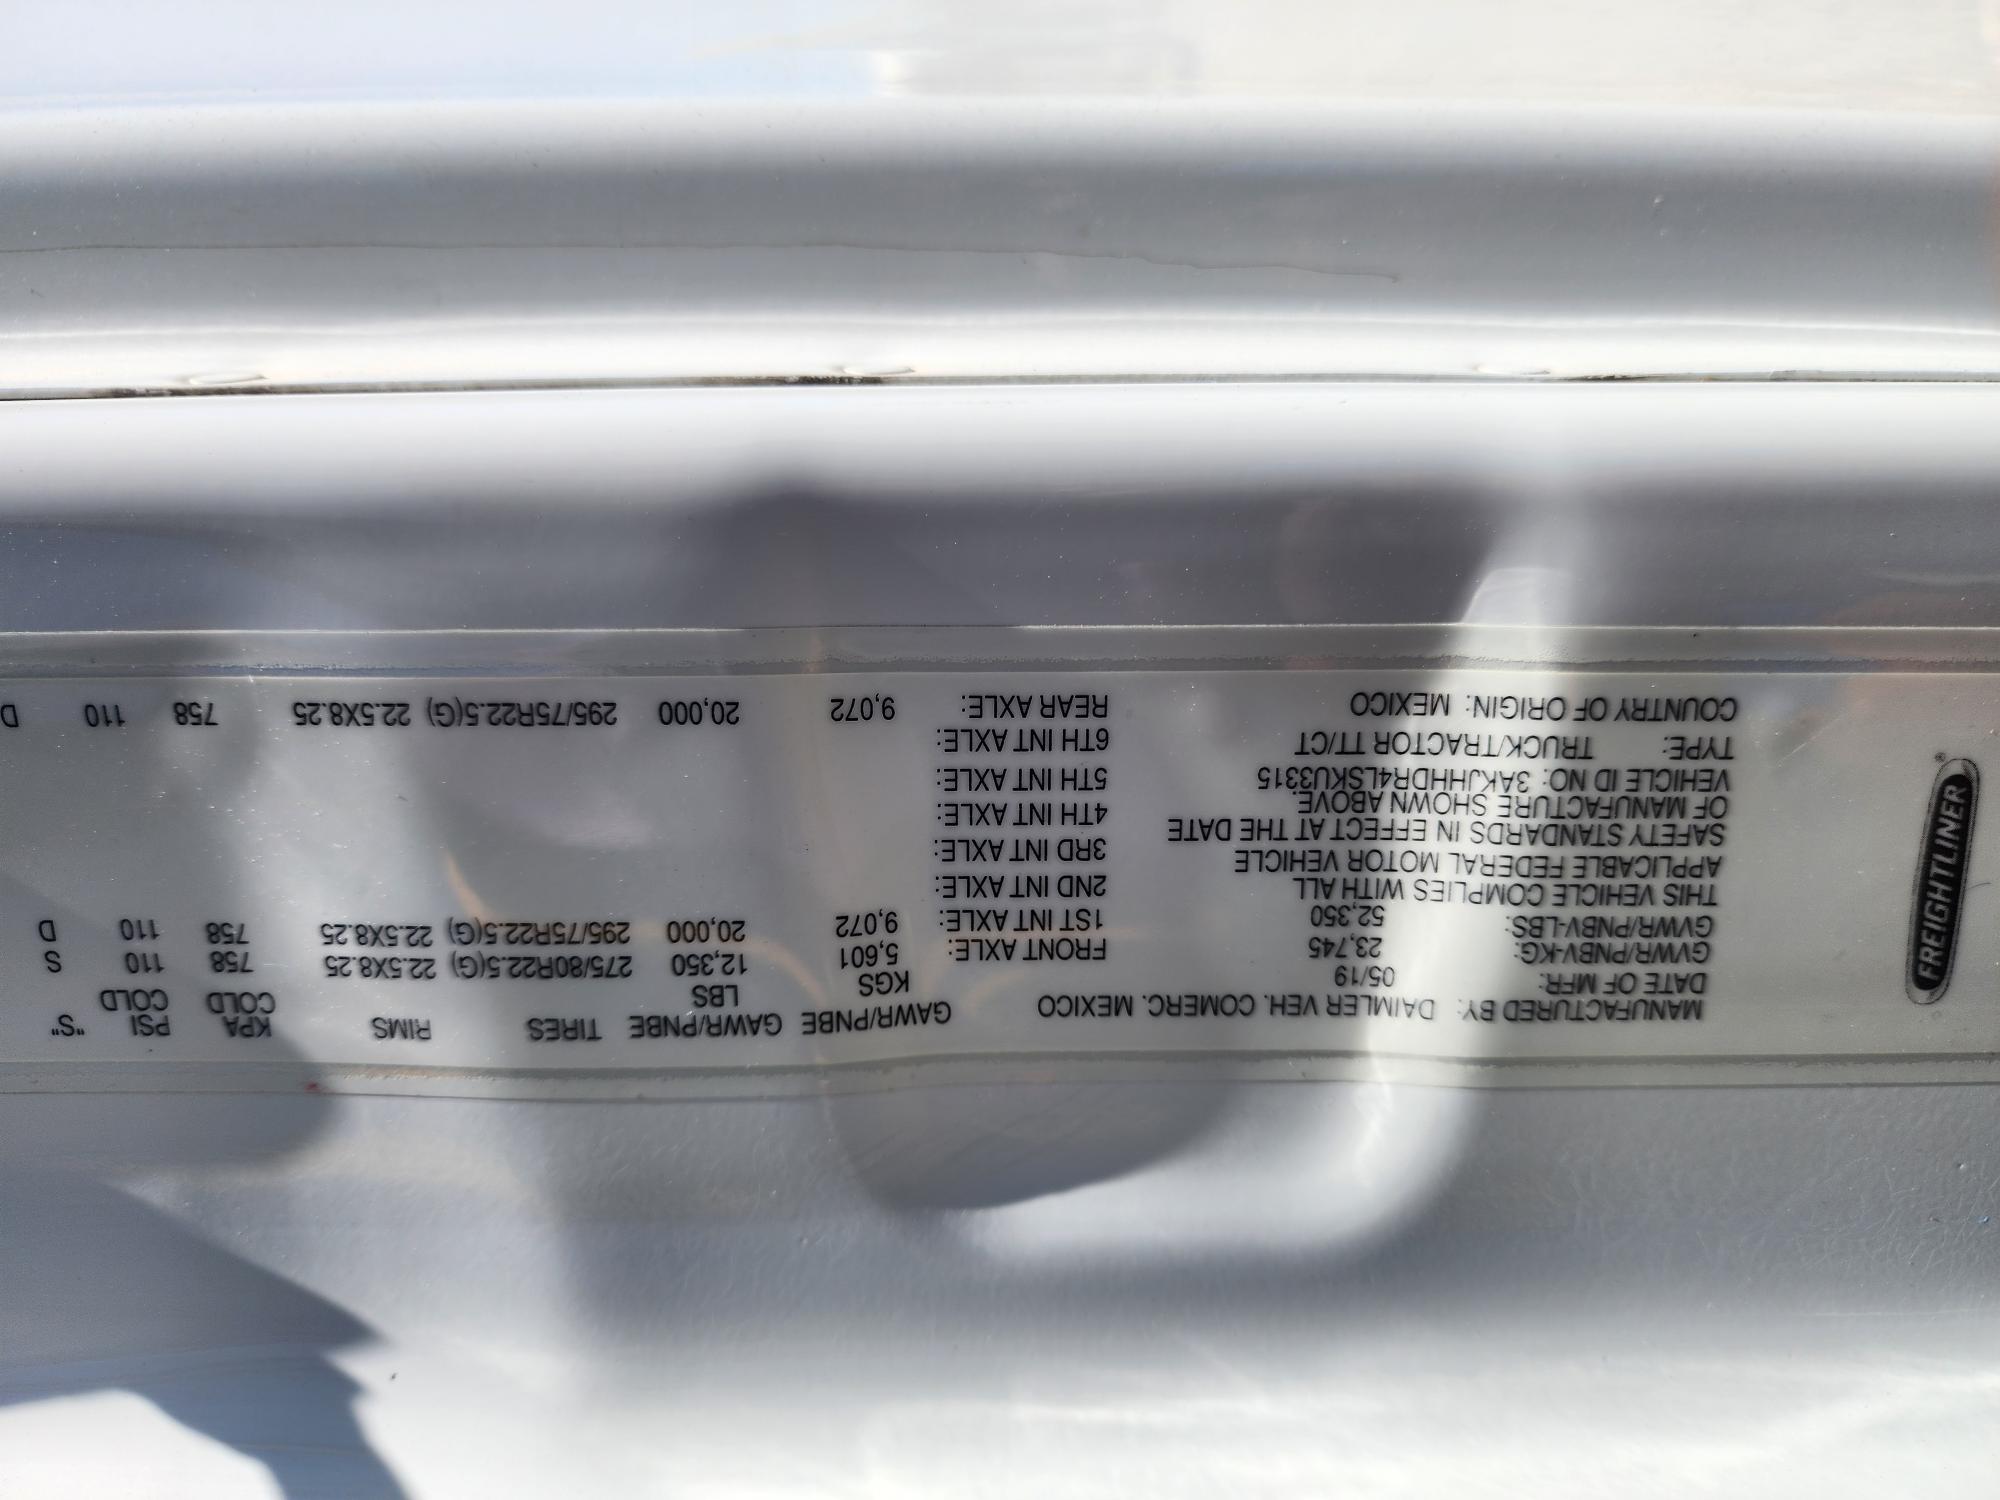 FREIGHTLINER
®
MANUFACTURED BY: DAIMLER VEH. COMERC. MEXICO
DATE OF MFR: 05/19
GVWR/PNBV-KG: 23,745
GVWR/PNBV-LBS: 52,350
THIS VEHICLE COMPLIES WITH ALL
APPLICABLE FEDERAL MOTOR VEHICLE
SAFETY STANDARDS IN EFFECT AT THE DATE
OF MANUFACTURE SHOWN ABOVE.
VEHICLE ID NO: 3AKJHHDR4LSKU3315
TYPE: TRUCK/TRACTOR TT/CT
COUNTRY OF ORIGIN: MEXICO
GAWR/PNBE GAWR/PNBE TIRES RIMS KPA PSI "S"
KGS LBS COLD COLD
FRONT AXLE: 5,601 12,350 275/80R22.5(G) 22.5X8.25 758 110 S
1ST INT AXLE: 9,072 20,000 295/75R22.5(G) 22.5X8.25 758 110 D
2ND INT AXLE:
3RD INT AXLE:
4TH INT AXLE:
5TH INT AXLE:
6TH INT AXLE:
REAR AXLE: 9,072 20,000 295/75R22.5(G) 22.5X8.25 758 110 D